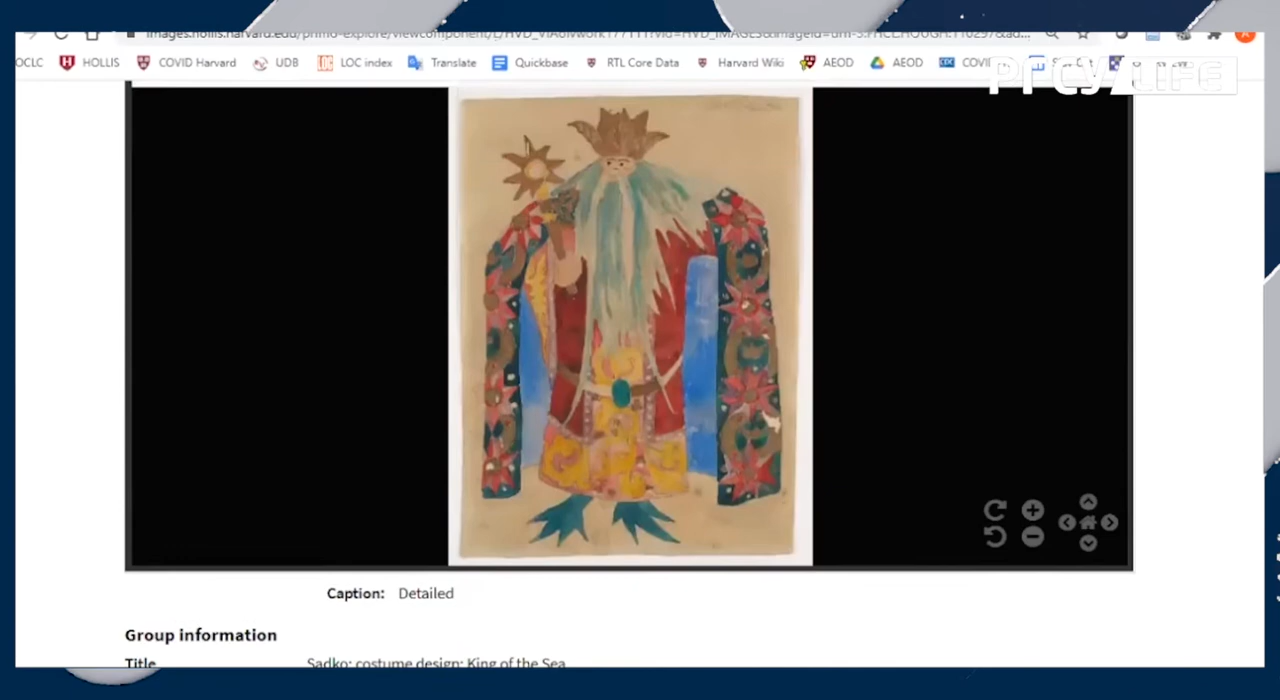 OCLC HOLLIS COVID Harvard UDB LOC index Translate Quickbase RTL Core Data Harvard Wiki AEOD AEOD
LIFE
Caption: Detailed
Group information
Title Sadko: costume design: King of the Sea